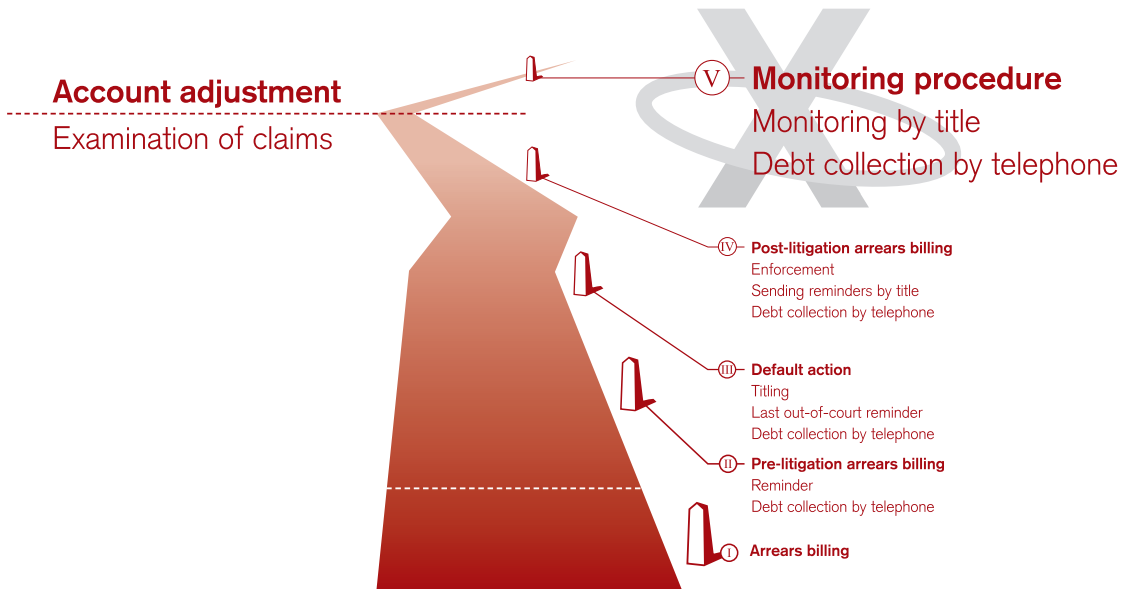 Account adjustment
Examination of claims
V
Monitoring procedure
Monitoring by title
Debt collection by telephone
IV
Post-litigation arrears billing
Enforcement
Sending reminders by title
Debt collection by telephone
III
Default action
Titling
Last out-of-court reminder
Debt collection by telephone
II
Pre-litigation arrears billing
Reminder
Debt collection by telephone
I
Arrears billing